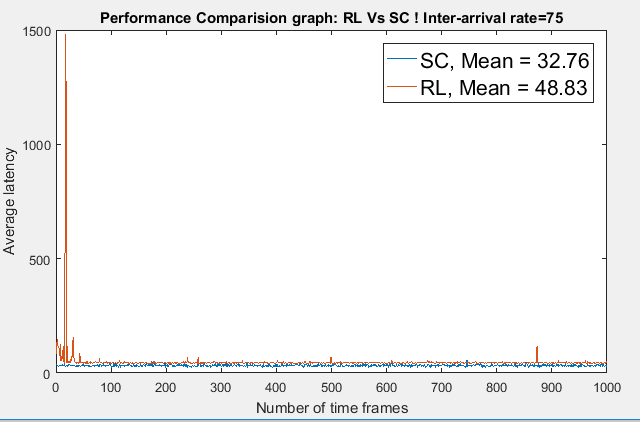 Performance Comparision graph: RL Vs SC ! Inter-arrival rate=75
1500
1000
500
0
Average latency
SC, Mean = 32.76
RL, Mean = 48.83
0 100 200 300 400 500 600 700 800 900 1000
Number of time frames